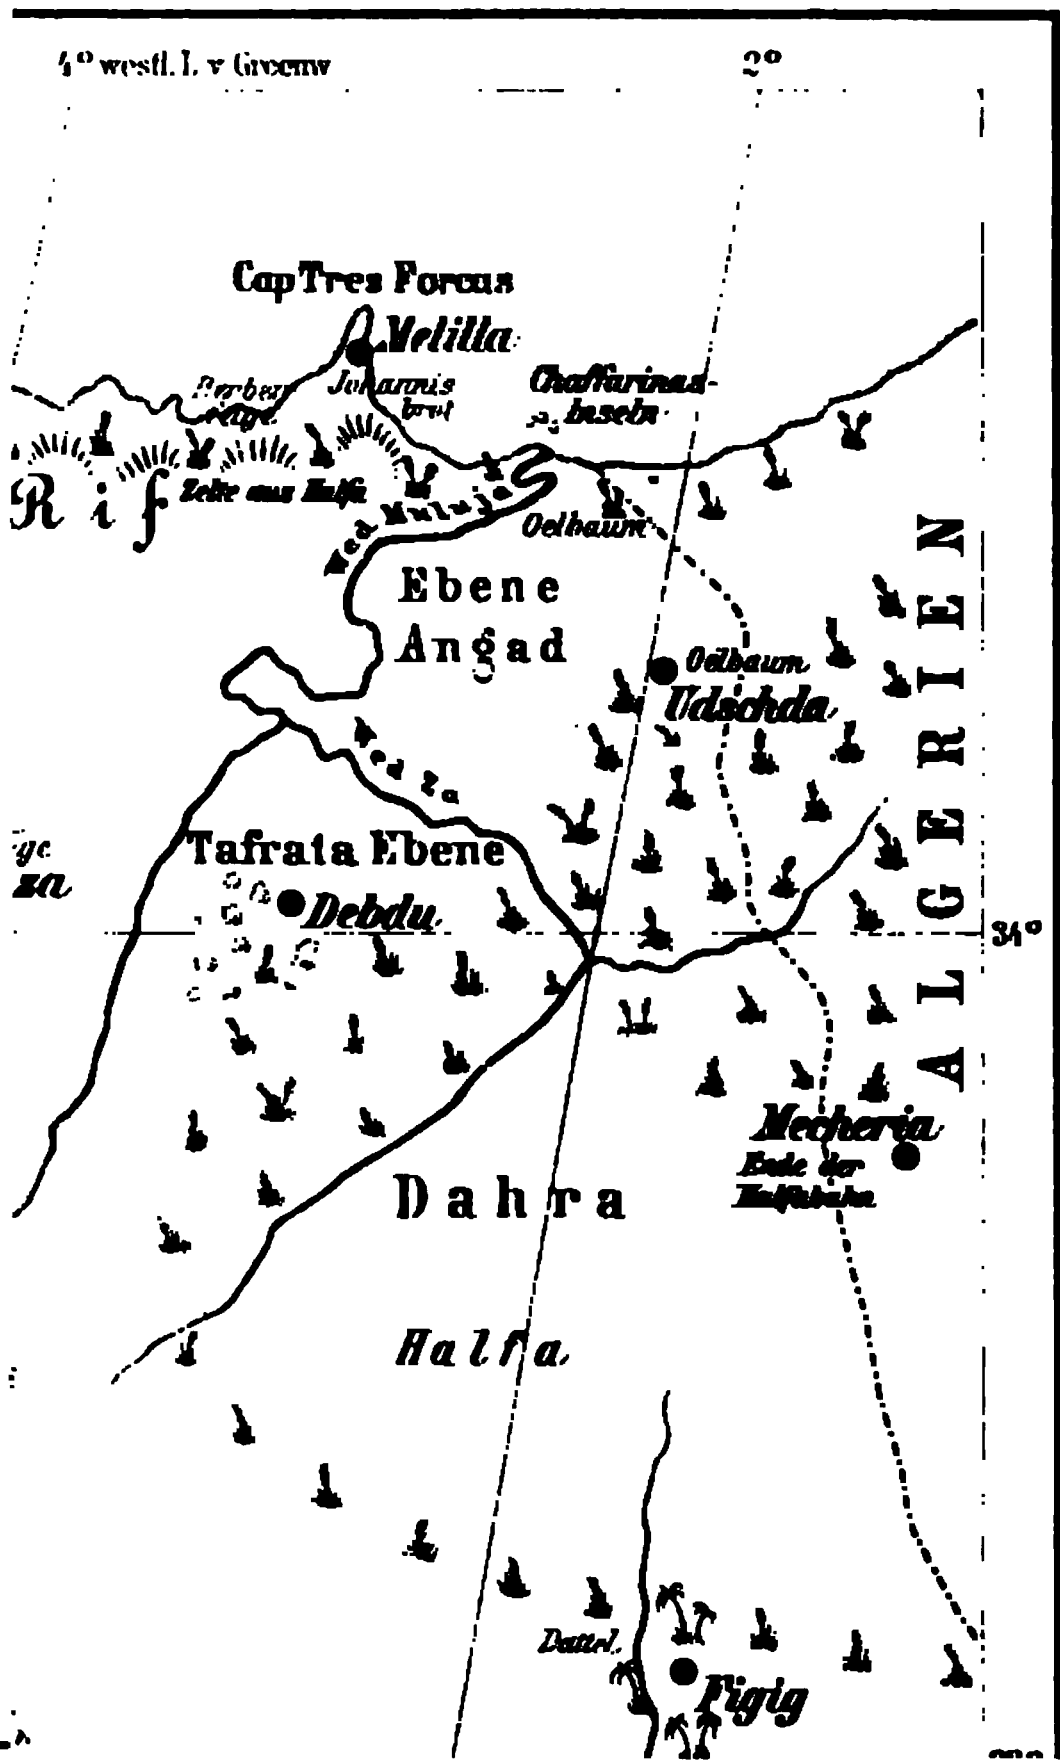 4° westl. L. v Greenw
2°
Cap Tres Forcas
Melilla
Johannis
brot
Chaffarinas-
Inseln
Rif
Zelte aus Halfa
Wed Muluja
Oelbaum
Ebene
Angad
Oelbaum
Udschda
ALGERIEN
Wed Za
Tafrata Ebene
za
Debdu
34°
Mecheria
Ende der
Halfabahn
Dahra
Halfa
Dattel.
Figig